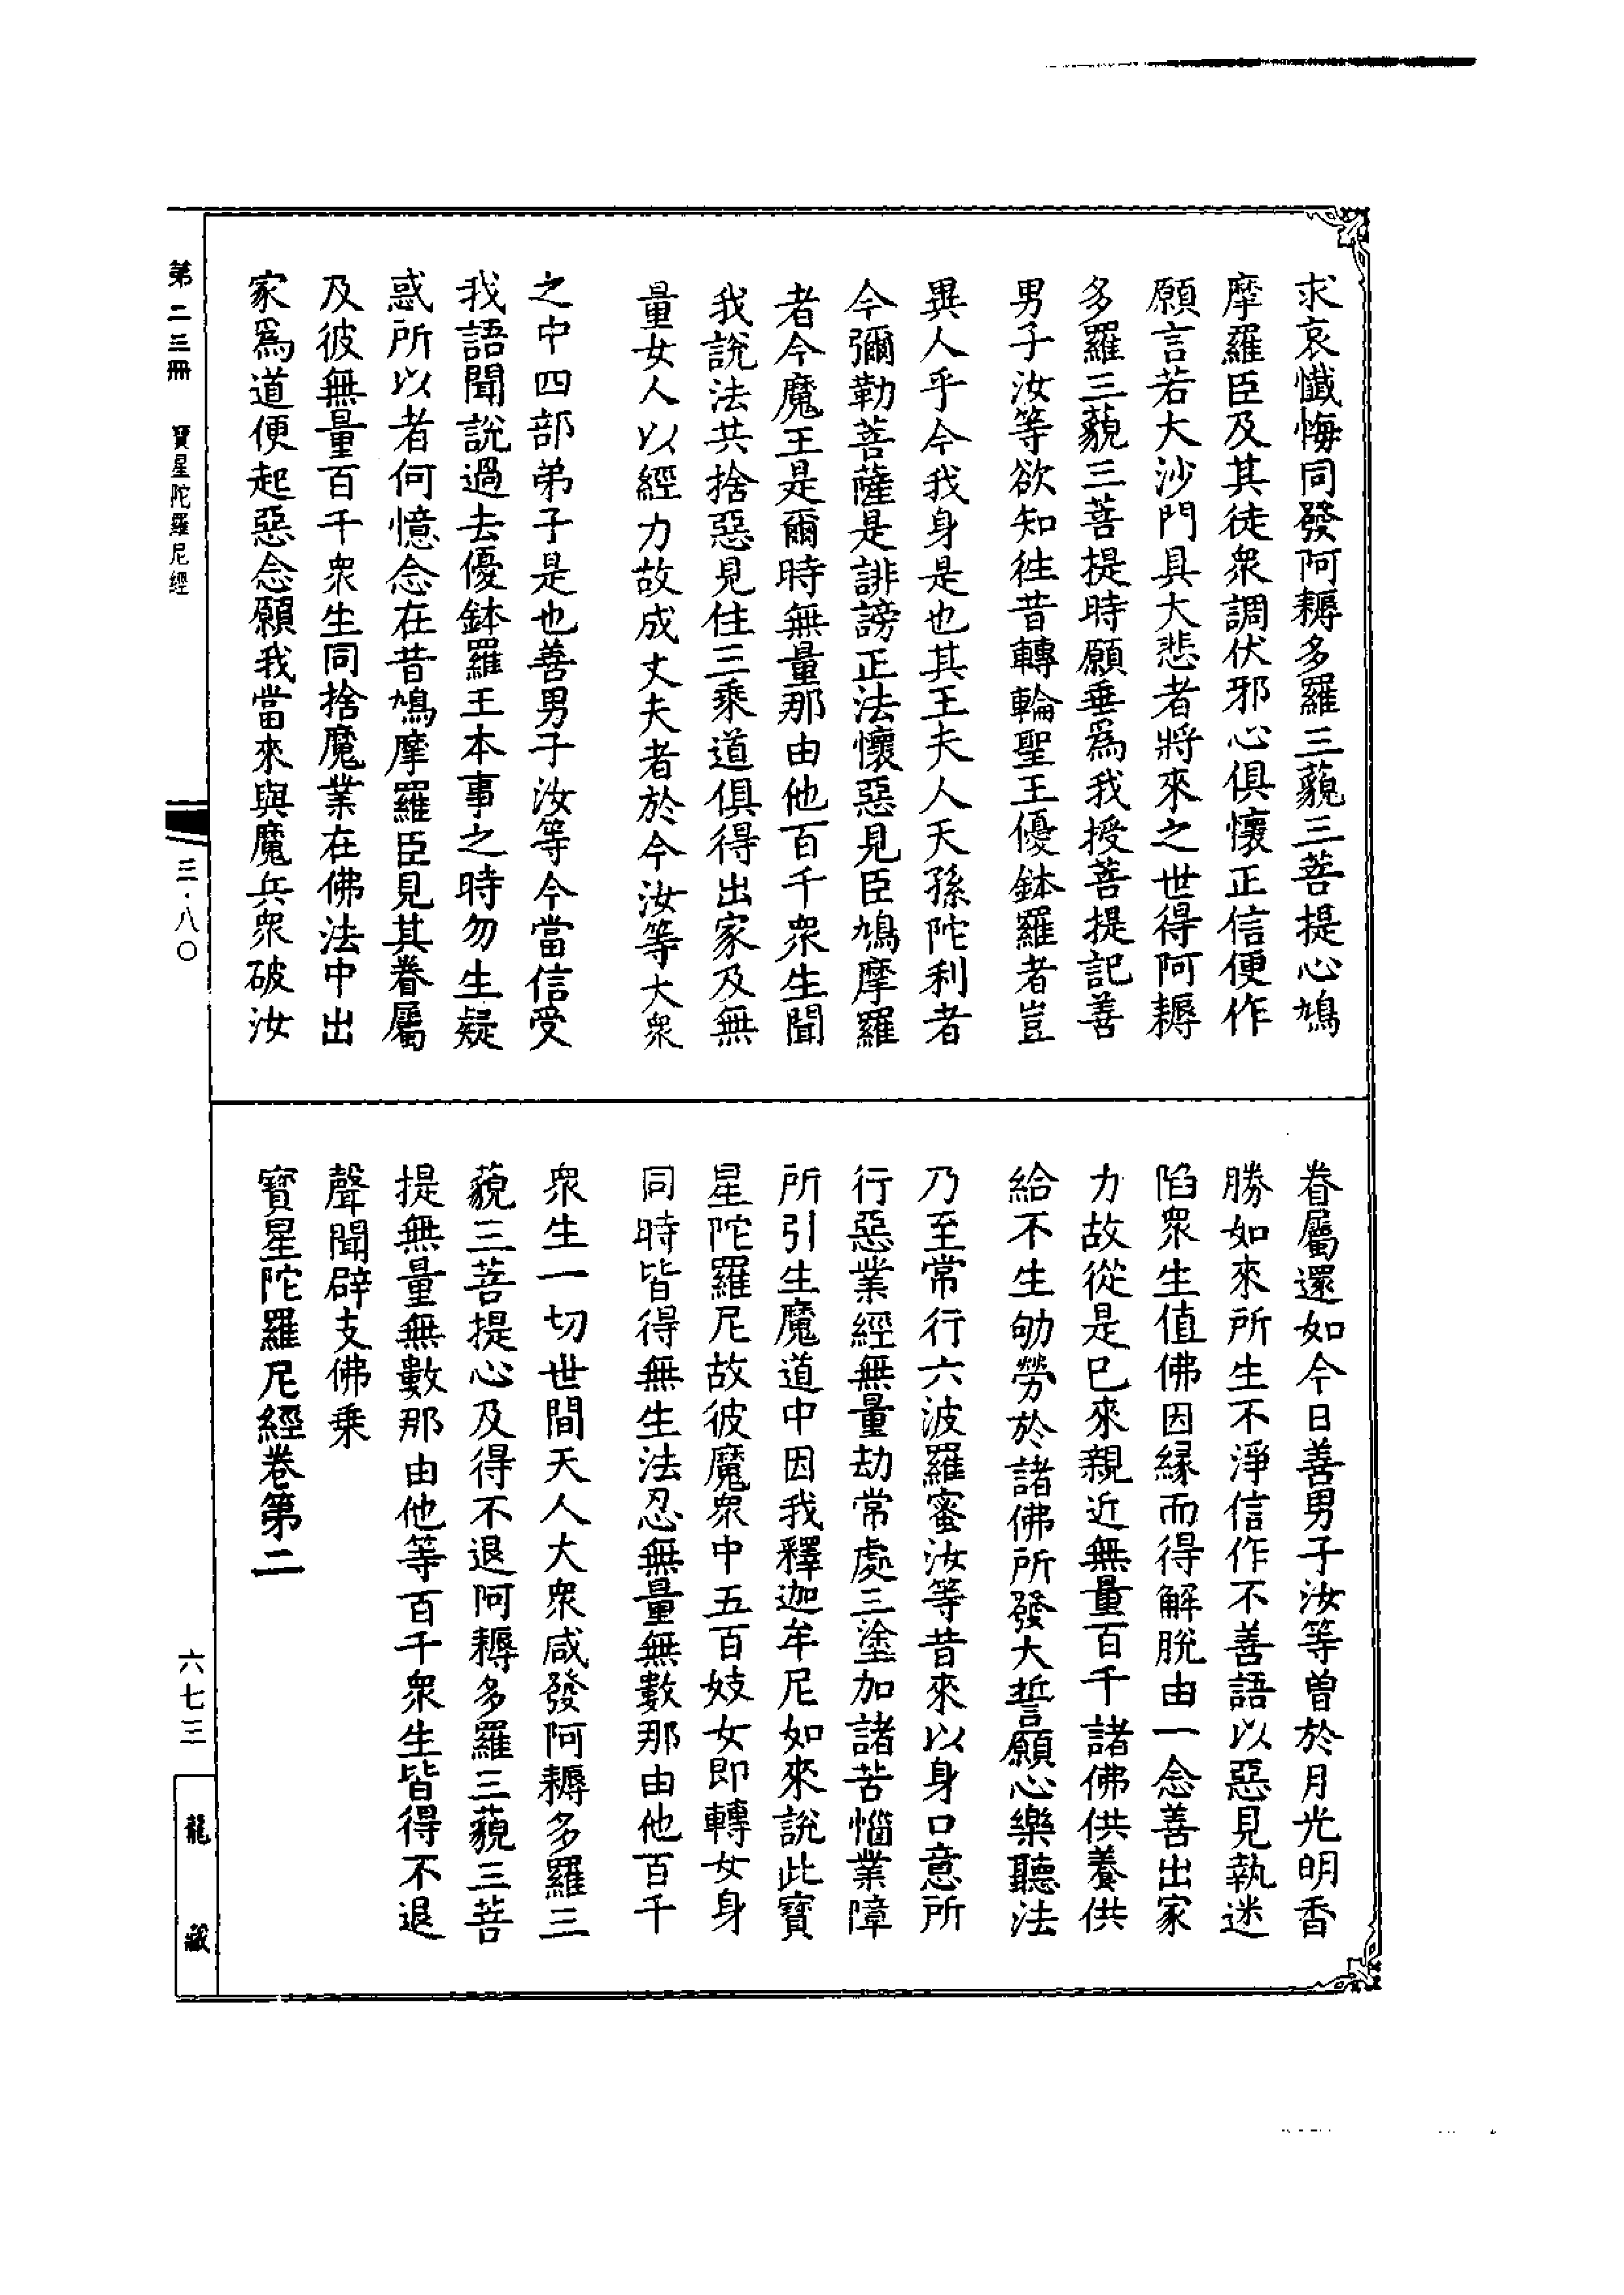 求哀懺悔同發阿耨多羅三藐三菩提心鳩
摩羅臣及其徒衆調伏邪心俱懷正信便作
願言若大沙門具大悲者將來之世得阿耨
多羅三藐三菩提時願垂爲我授菩提記善
男子汝等欲知徃昔轉輪聖王優鉢羅者豈
異人乎今我身是也其王夫人天孫陀利者
今彌勒菩薩是誹謗正法懷惡見臣鳩摩羅
者今魔王是爾時無量那由他百千衆生聞
我說法共捨惡見住三乘道俱得出家及無
量女人以經力故成丈夫者於今汝等大衆
之中四部弟子是也善男子汝等今當信受
我語聞說過去優鉢羅王本事之時勿生疑
惑所以者何憶念在昔鳩摩羅臣見其眷屬
及彼無量百千衆生同捨魔業在佛法中出
家爲道便起惡念願我當來與魔兵衆破汝
眷屬還如今日善男子汝等曾於月光明香
勝如來所生不淨信作不善語以惡見執迷
陷衆生值佛因緣而得解脫由一念善出家
力故從是已來親近無量百千諸佛供養供
給不生劬勞於諸佛所發大誓願心樂聽法
乃至常行六波羅蜜汝等昔來以身口意所
行惡業經無量劫常處三塗加諸苦惱業障
所引生魔道中因我釋迦牟尼如來說此寶
星陀羅尼故彼魔衆中五百妓女即轉女身
同時皆得無生法忍無量無數那由他百千
衆生一切世間天人大衆咸發阿耨多羅三
藐三菩提心及得不退阿耨多羅三藐三菩
提無量無數那由他等百千衆生皆得不退
聲聞辟支佛乘
寶星陀羅尼經卷第二
第二三冊 寶星陀羅尼經
三·八〇
六七三
龍藏